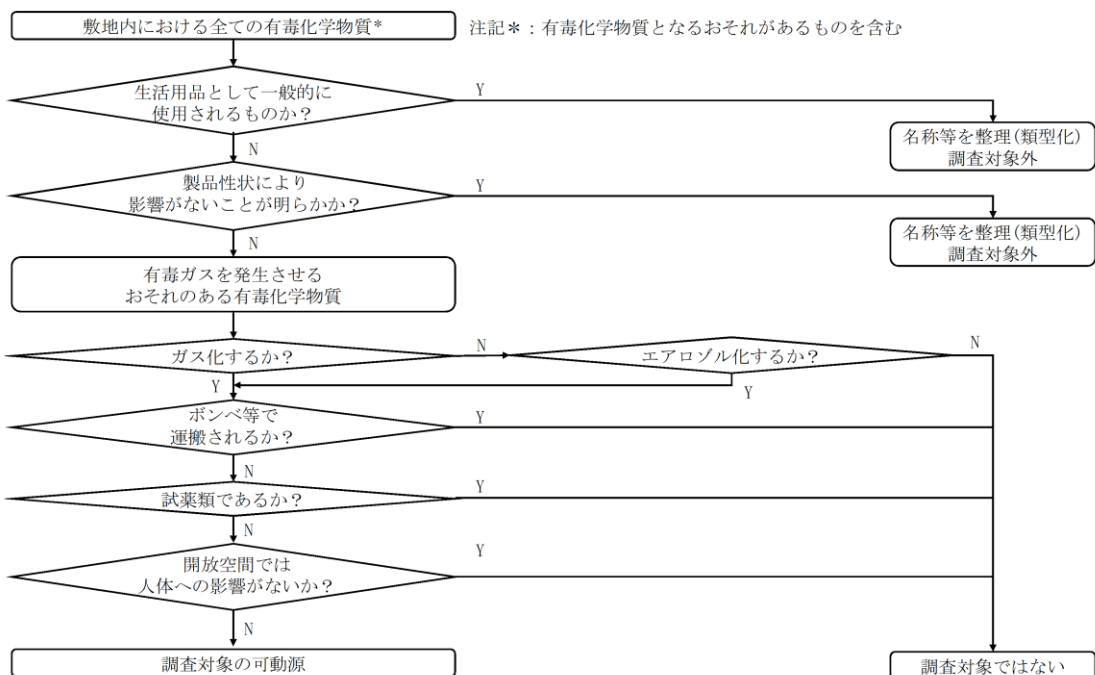 敷地内における全ての有毒化学物質*
注記＊：有毒化学物質となるおそれがあるものを含む
生活用品として一般的に
使用されるものか？
Y
名称等を整理(類型化)
調査対象外
N
製品性状により
影響がないことが明らかか？
Y
名称等を整理(類型化)
調査対象外
N
有毒ガスを発生させる
おそれのある有毒化学物質
ガス化するか？
N
エアロゾル化するか？
N
Y
Y
ボンベ等で
運搬されるか？
Y
N
試薬類であるか？
Y
N
開放空間では
人体への影響がないか？
Y
N
調査対象の可動源
調査対象ではない